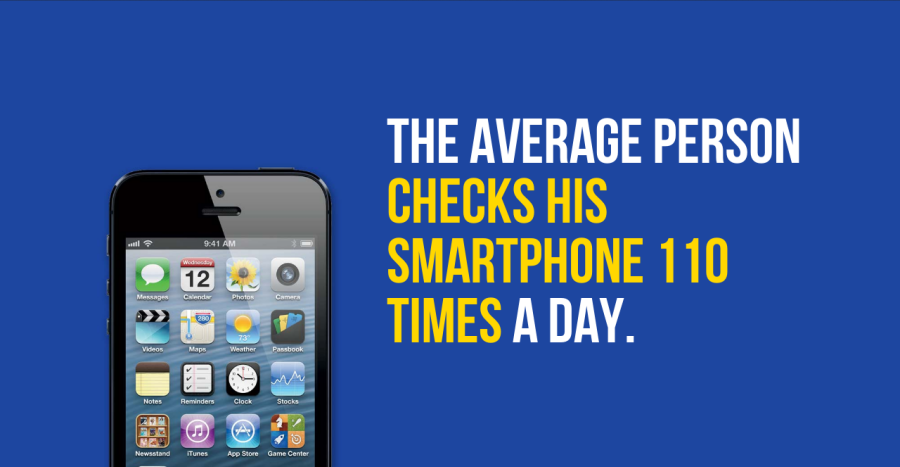 THE AVERAGE PERSON
CHECKS HIS
SMARTPHONE 110
TIMES A DAY.
9:41 AM
Wednesday
12
Messages Calendar Photos Camera
280
73°
Videos Maps Weather Passbook
Notes Reminders Clock Stocks
Newsstand iTunes App Store Game Center